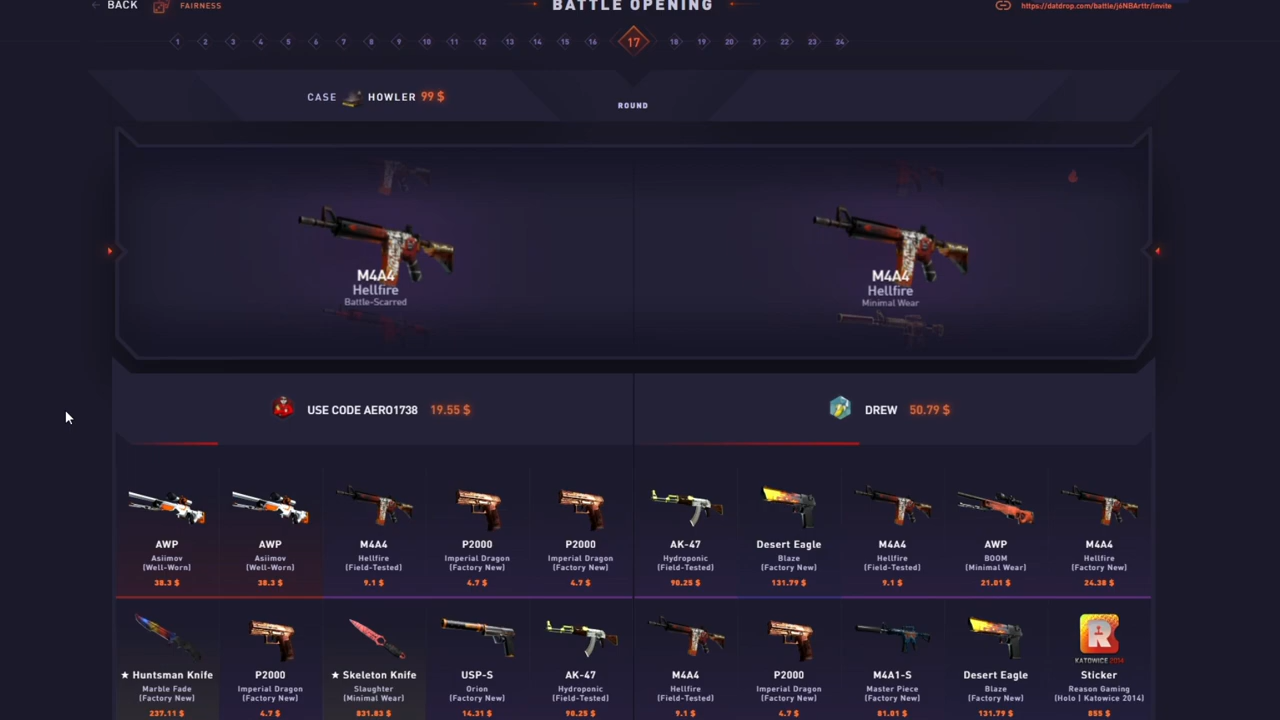 ← BACK
FAIRNESS
BATTLE OPENING
https://datdrop.com/battle/j6NBArttr/invite
1 2 3 4 5 6 7 8 9 10 11 12 13 14 15 16 17 18 19 20 21 22 23 24
CASE HOWLER 99 $
ROUND
M4A4
Hellfire
Battle-Scarred
M4A4
Hellfire
Minimal Wear
USE CODE AERO1738 19.55 $
DREW 50.79 $
AWP
Asiimov
(Well-Worn)
38.3 $
AWP
Asiimov
(Well-Worn)
38.3 $
M4A4
Hellfire
(Field-Tested)
9.1 $
P2000
Imperial Dragon
(Factory New)
4.7 $
P2000
Imperial Dragon
(Factory New)
4.7 $
AK-47
Hydroponic
(Field-Tested)
90.25 $
Desert Eagle
Blaze
(Factory New)
131.79 $
M4A4
Hellfire
(Field-Tested)
9.1 $
AWP
BOOM
(Minimal Wear)
21.01 $
M4A4
Hellfire
(Factory New)
24.38 $
★ Huntsman Knife
Marble Fade
(Factory New)
237.11 $
P2000
Imperial Dragon
(Factory New)
4.7 $
★ Skeleton Knife
Slaughter
(Minimal Wear)
831.83 $
USP-S
Orion
(Factory New)
14.31 $
AK-47
Hydroponic
(Field-Tested)
90.25 $
M4A4
Hellfire
(Field-Tested)
9.1 $
P2000
Imperial Dragon
(Factory New)
4.7 $
M4A1-S
Master Piece
(Factory New)
81.01 $
Desert Eagle
Blaze
(Factory New)
131.79 $
R
KATOWICE 2014
Sticker
Reason Gaming
(Holo | Katowice 2014)
855 $